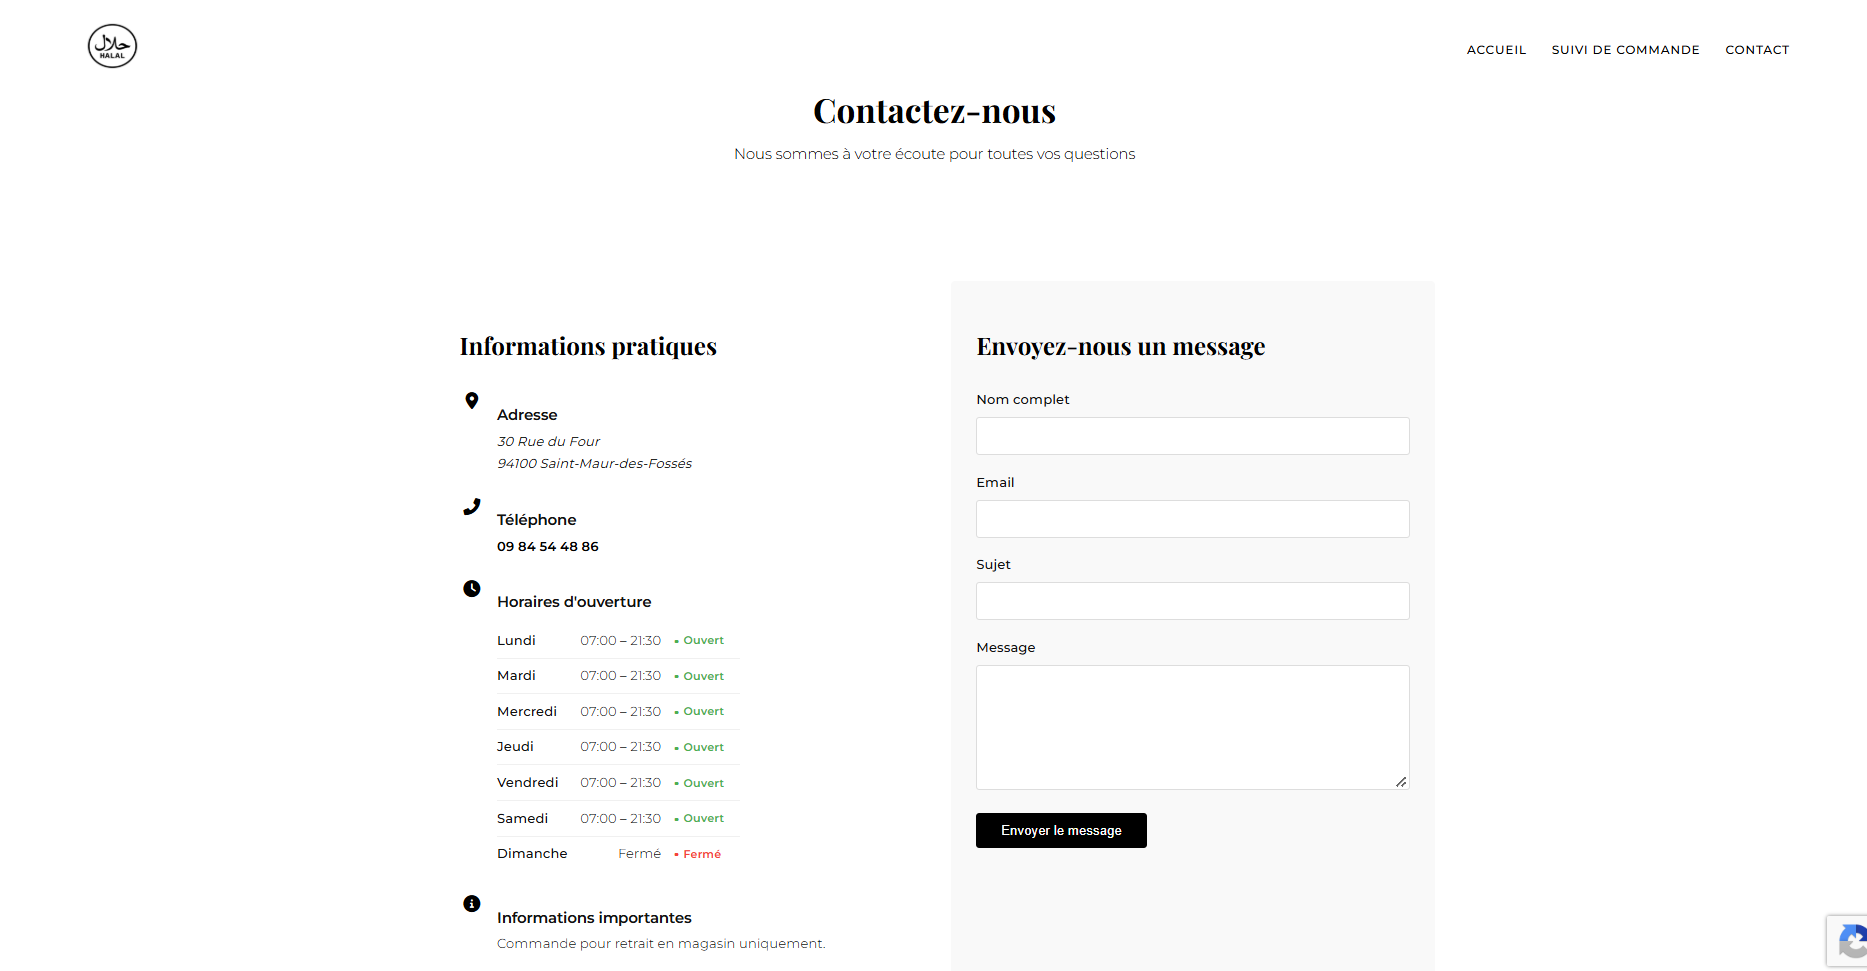 حلال
HALAL
ACCUEIL SUIVI DE COMMANDE CONTACT
Contactez-nous
Nous sommes à votre écoute pour toutes vos questions
Informations pratiques
Adresse
30 Rue du Four
94100 Saint-Maur-des-Fossés
Téléphone
09 84 54 48 86
Horaires d'ouverture
Lundi 07:00 – 21:30 Ouvert
Mardi 07:00 – 21:30 Ouvert
Mercredi 07:00 – 21:30 Ouvert
Jeudi 07:00 – 21:30 Ouvert
Vendredi 07:00 – 21:30 Ouvert
Samedi 07:00 – 21:30 Ouvert
Dimanche Fermé Fermé
Informations importantes
Commande pour retrait en magasin uniquement.
Envoyez-nous un message
Nom complet
Email
Sujet
Message
Envoyer le message